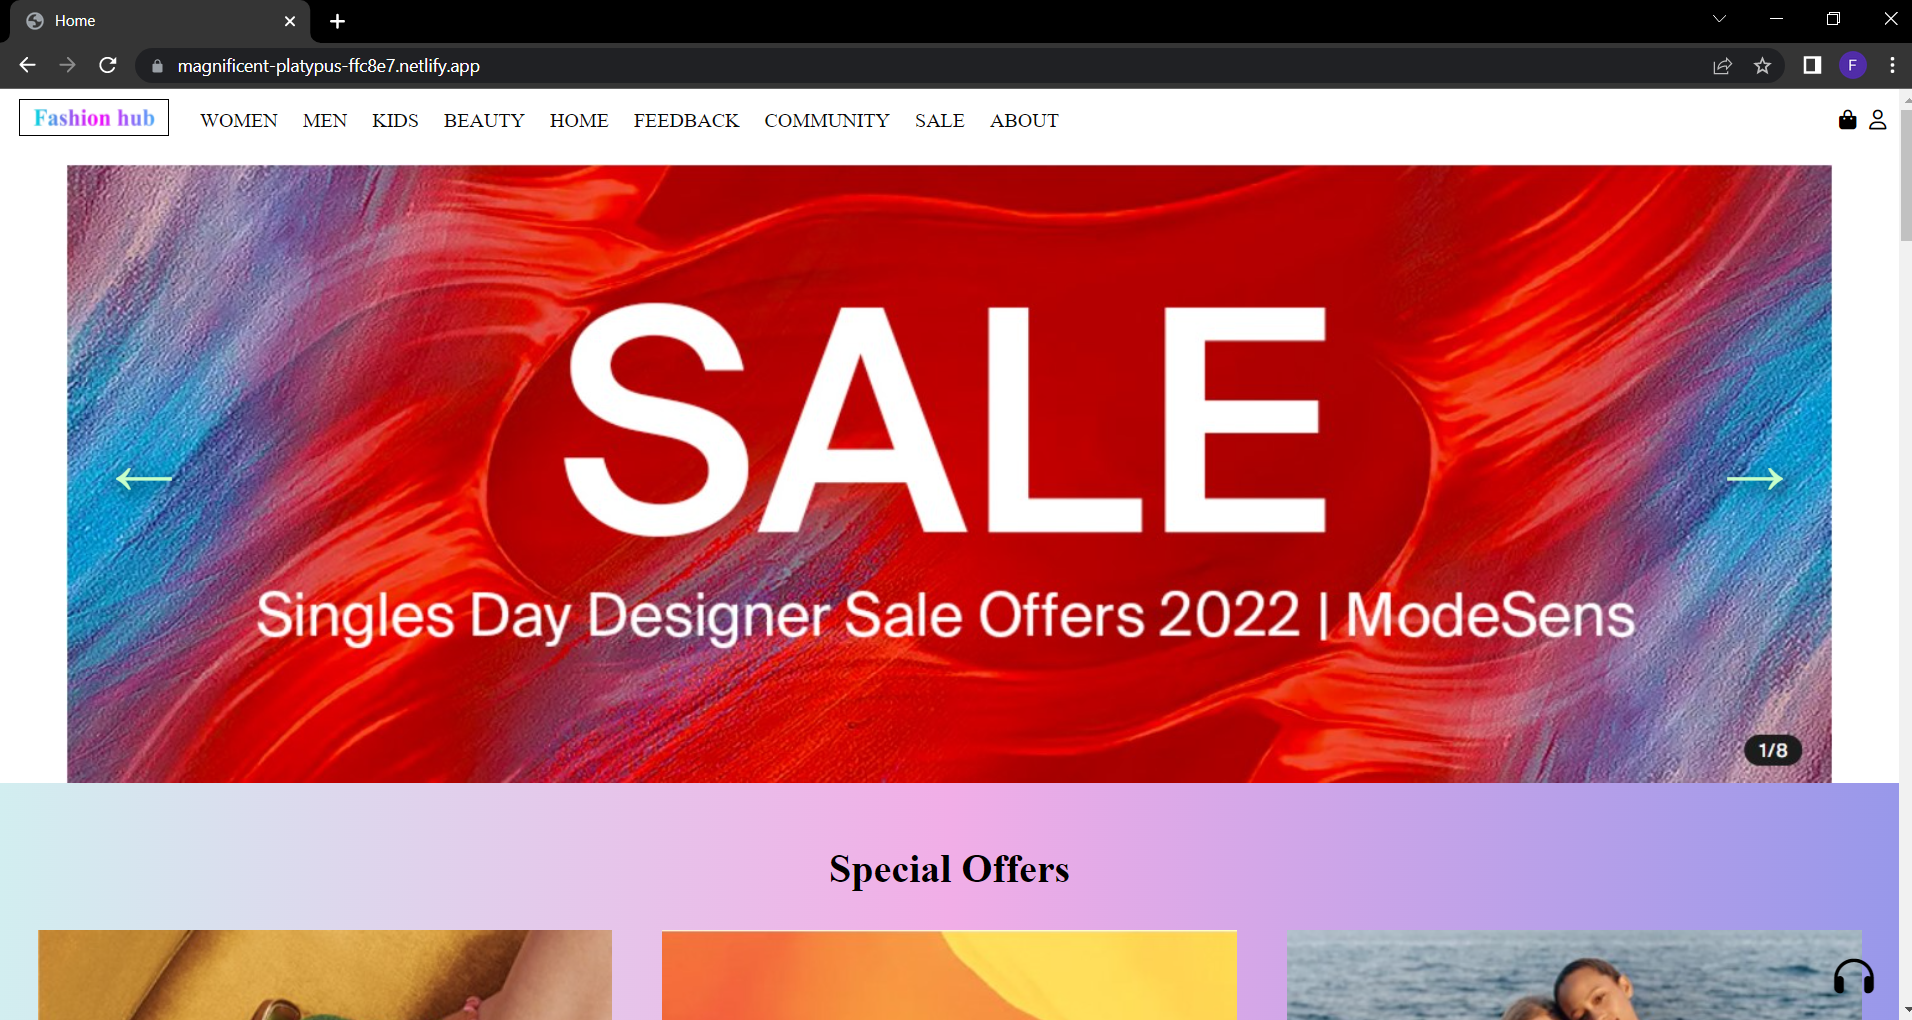 Home
magnificent-platypus-ffc8e7.netlify.app
F
Fashion hub
WOMEN MEN KIDS BEAUTY HOME FEEDBACK COMMUNITY SALE ABOUT
SALE
Singles Day Designer Sale Offers 2022 | ModeSens
1/8
Special Offers